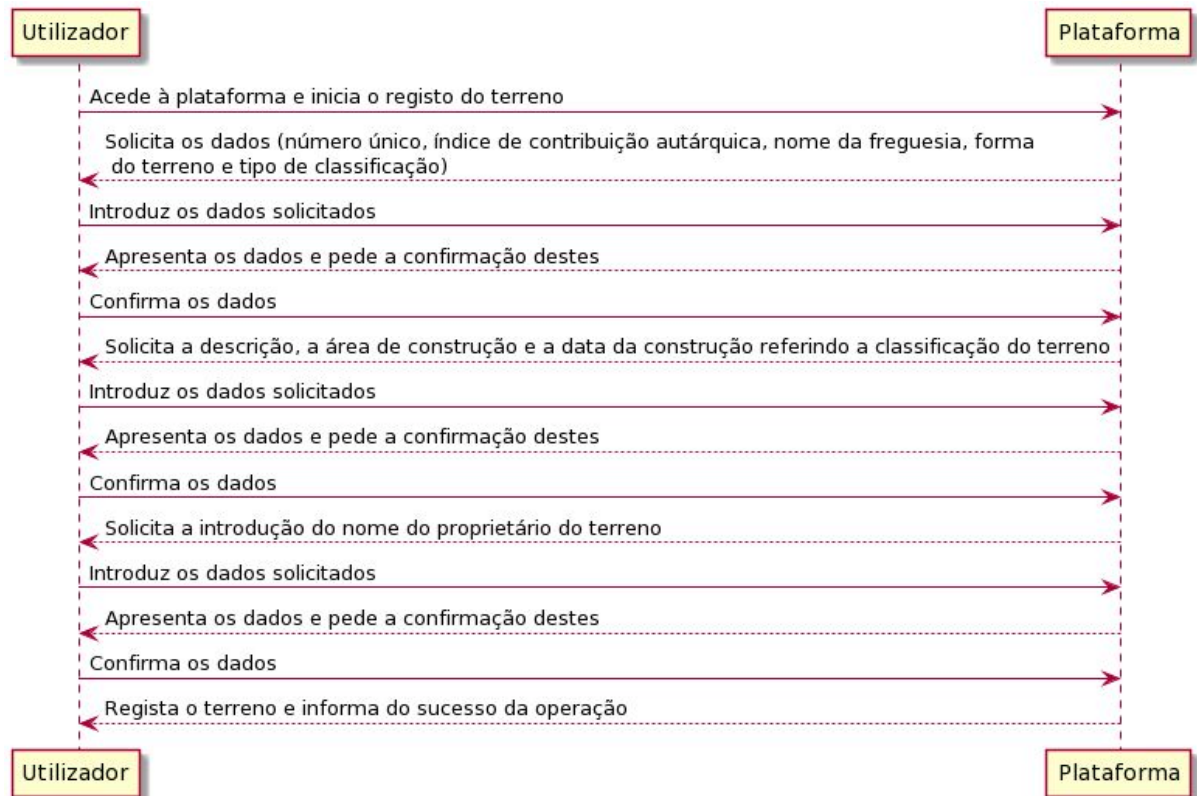 Utilizador
Plataforma
Acede à plataforma e inicia o registo do terreno
Solicita os dados (número único, índice de contribuição autárquica, nome da freguesia, forma
do terreno e tipo de classificação)
Introduz os dados solicitados
Apresenta os dados e pede a confirmação destes
Confirma os dados
Solicita a descrição, a área de construção e a data da construção referindo a classificação do terreno
Introduz os dados solicitados
Apresenta os dados e pede a confirmação destes
Confirma os dados
Solicita a introdução do nome do proprietário do terreno
Introduz os dados solicitados
Apresenta os dados e pede a confirmação destes
Confirma os dados
Regista o terreno e informa do sucesso da operação
Utilizador
Plataforma